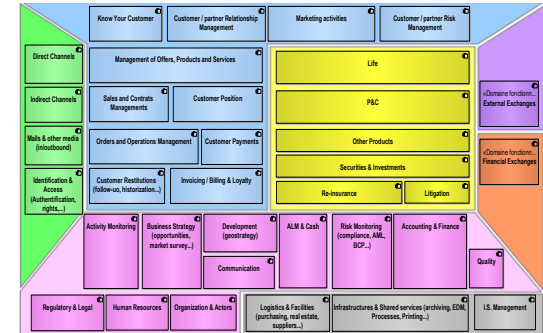 Know Your Customer
Customer / partner Relationship
Management
Marketing activities
Customer / partner Risk
Management
Direct Channels
Management of Offers, Products and Services
Life
Indirect Channels
Sales and Contrats
Managements
Customer Position
P&C
«Domaine fonctionn...
External Exchanges
Mails & other media
(in/outbound)
Orders and Operations Management
Customer Payments
Other Products
«Domaine fonctionn...
Financial Exchanges
Securities & Investments
Identification &
Access
(Authentification,
rights,...)
Customer Restitutions
(follow-uo, historization...)
Invoicing / Billing & Loyalty
Re-insurance
Litigation
Activity Monitoring
Business Strategy
(opportunities,
market survey...)
Development
(geostrategy)
ALM & Cash
Risk Monitoring
(compliance, AML,
BCP...)
Accounting & Finance
Communication
Quality
Regulatory & Legal
Human Resources
Organization & Actors
Logistics & Facilities
(purchasing, real estate,
suppliers...)
Infrastructures & Shared services (archiving, EDM,
Processes, Printing...)
I.S. Management